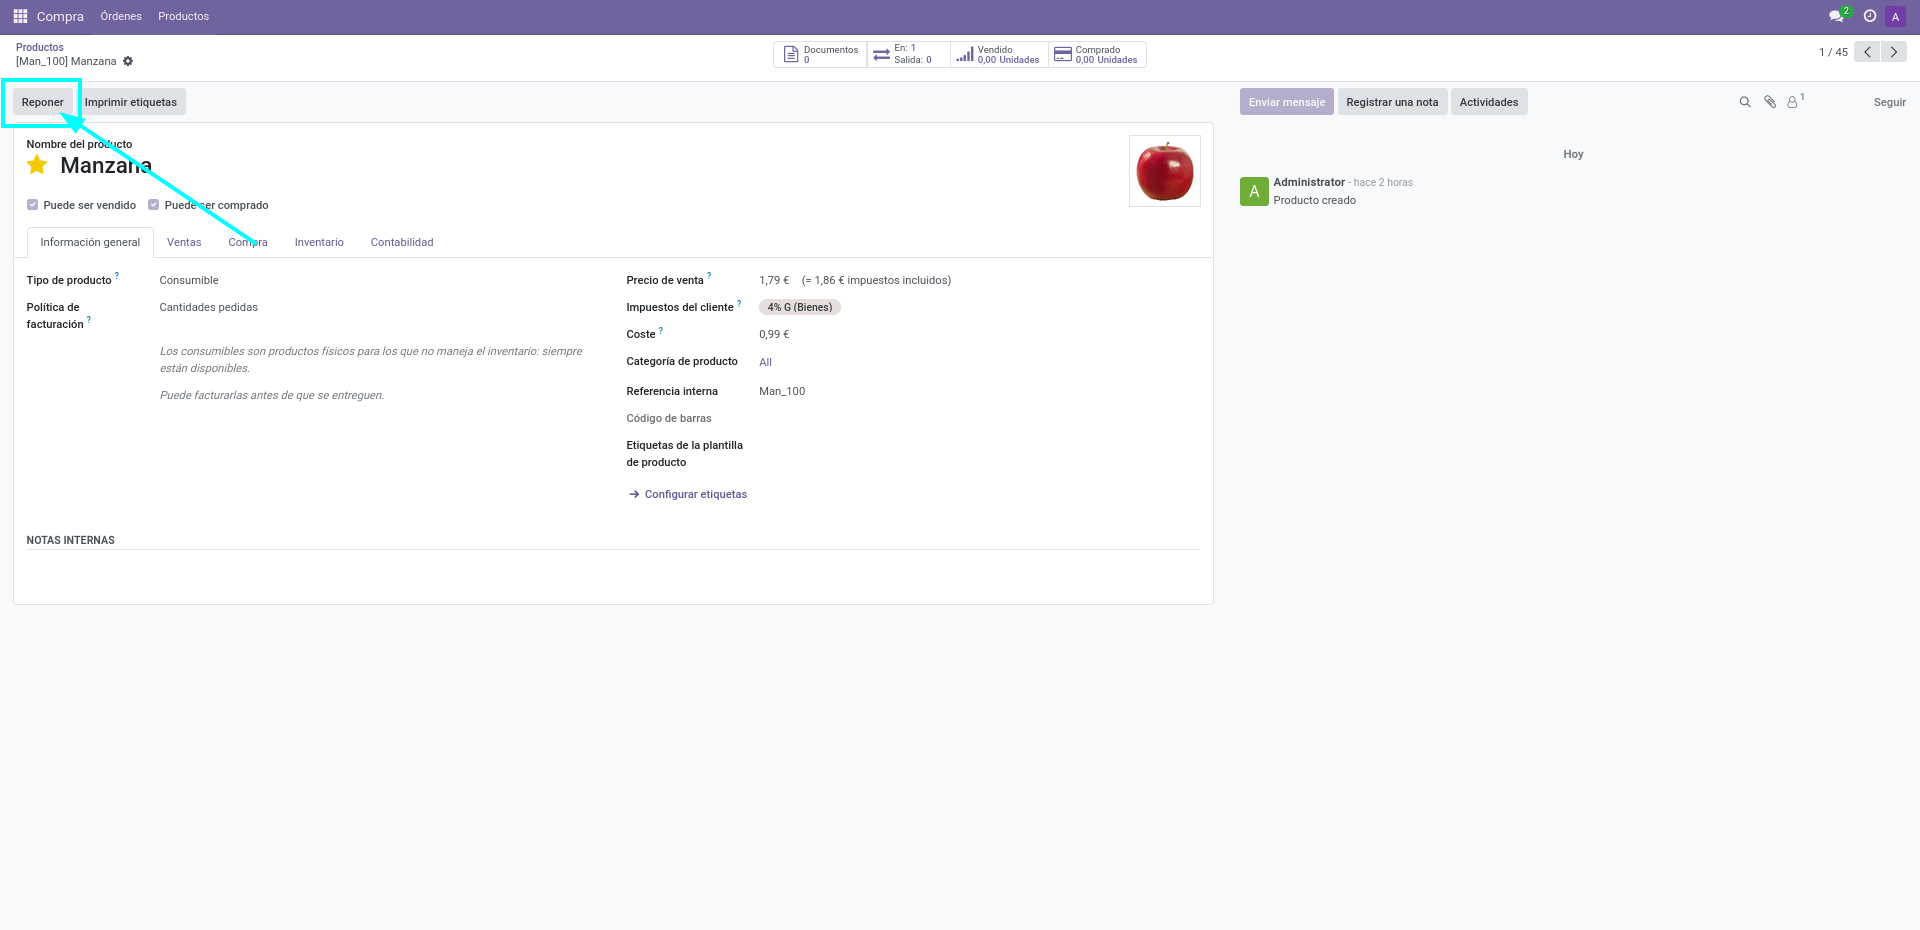 Compra Órdenes Productos 2 A
Productos
[Man_100] Manzana
Documentos
0
En: 1
Salida: 0
Vendido
0,00 Unidades
Comprado
0,00 Unidades
1 / 45
Reponer Imprimir etiquetas
Enviar mensaje Registrar una nota Actividades 1 Seguir
Nombre del producto
Manzana
Puede ser vendido Puede ser comprado
Información general Ventas Compra Inventario Contabilidad
Tipo de producto ? Consumible
Política de
facturación ? Cantidades pedidas
Los consumibles son productos físicos para los que no maneja el inventario: siempre
están disponibles.
Puede facturarlas antes de que se entreguen.
Precio de venta ? 1,79 € (= 1,86 € impuestos incluidos)
Impuestos del cliente ? 4% G (Bienes)
Coste ? 0,99 €
Categoría de producto All
Referencia interna Man_100
Código de barras
Etiquetas de la plantilla
de producto
Configurar etiquetas
NOTAS INTERNAS
Hoy
A
Administrator - hace 2 horas
Producto creado